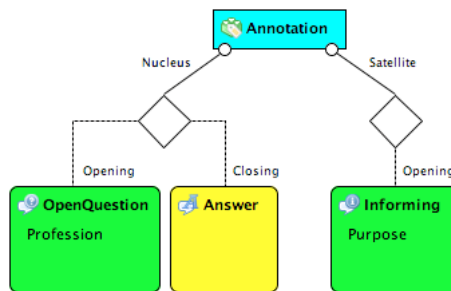 Annotation
Nucleus
Satellite
Opening
Closing
Opening
OpenQuestion
Profession
Answer
Informing
Purpose